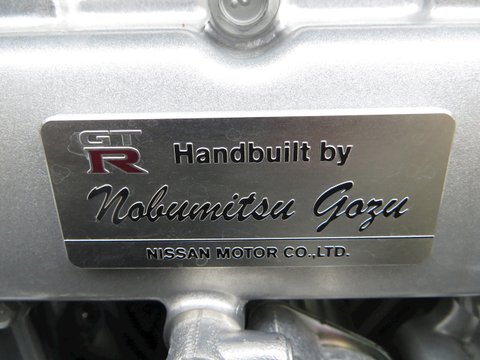 GT
R
Handbuilt by
Nobumitsu Gozu
NISSAN MOTOR CO.,LTD.